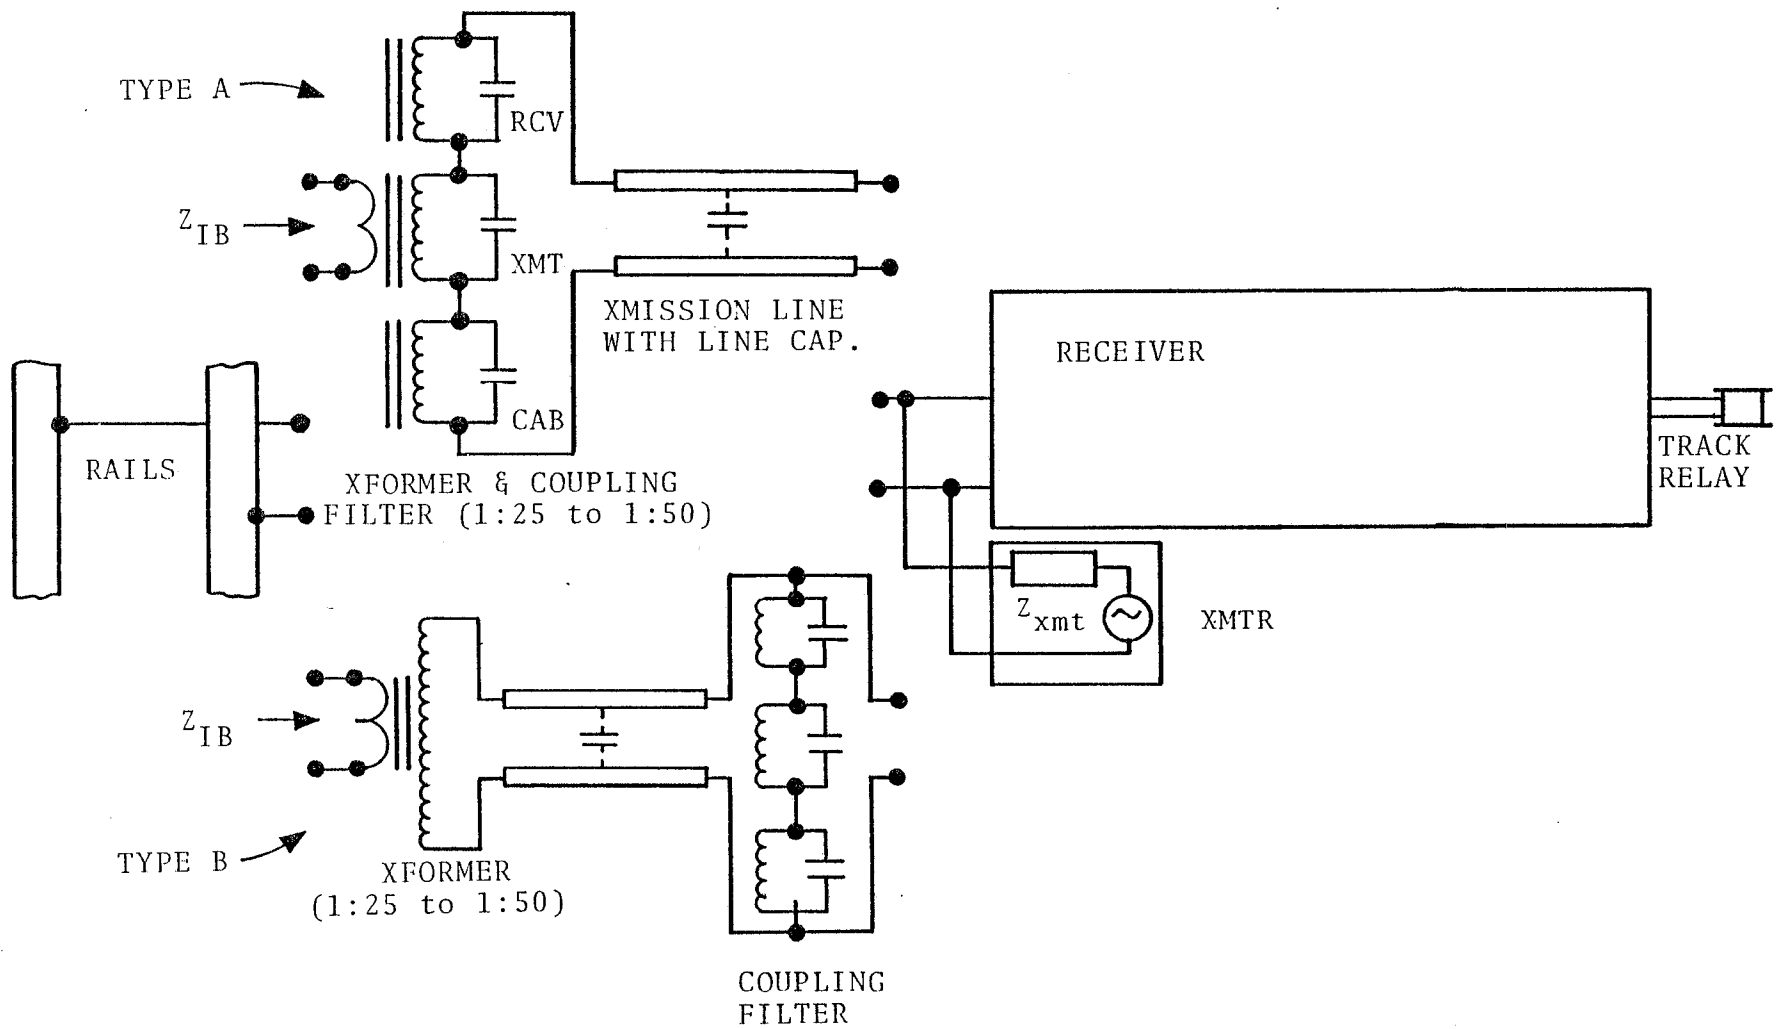 TYPE A
RCV
Z IB
XMT
XMISSION LINE
WITH LINE CAP.
CAB
RECEIVER
RAILS
XFORMER & COUPLING
FILTER (1:25 to 1:50)
TRACK
RELAY
Z xmt
XMTR
Z IB
TYPE B
XFORMER
(1:25 to 1:50)
COUPLING
FILTER